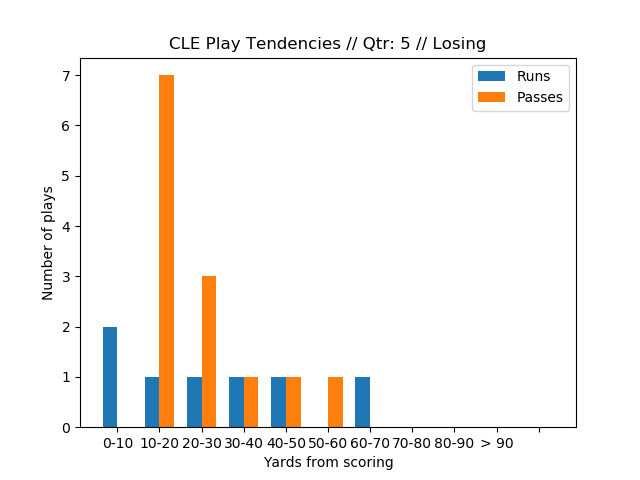 CLE Play Tendencies // Qtr: 5 // Losing
Runs
Passes
Number of plays
7
6
5
4
3
2
1
0
0-10 10-20 20-30 30-40 40-50 50-60 60-70 70-80 80-90 > 90
Yards from scoring